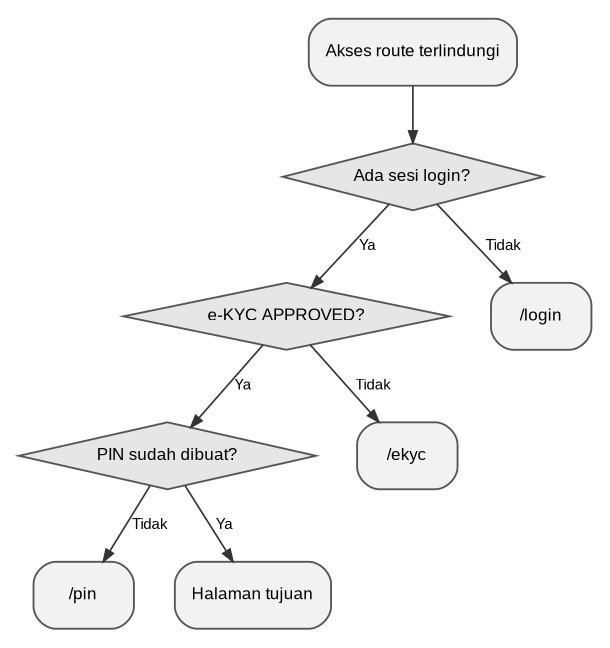 Akses route terlindungi
Ada sesi login?
Ya
Tidak
e-KYC APPROVED?
/login
Ya
Tidak
PIN sudah dibuat?
/ekyc
Tidak
Ya
/pin
Halaman tujuan